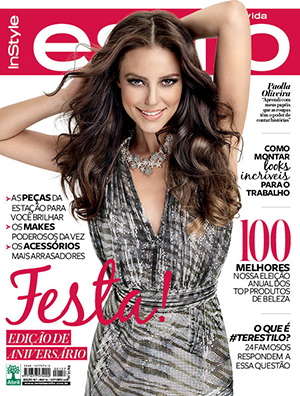 InStyle
estilo
vida
Paolla
Oliveira
"Aprendi com
meus papéis
que as roupas
têm o poder de
contar histórias"
COMO
MONTAR
looks
incríveis
PARA O
TRABALHO
AS PEÇAS DA
ESTAÇÃO PARA
VOCÊ BRILHAR
OS MAKES
PODEROSOS DA VEZ
OS ACESSÓRIOS
MAIS ARRASADORES
100
MELHORES
NOSSA ELEIÇÃO
ANUAL DOS
TOP PRODUTOS
DE BELEZA
Festa!
EDIÇÃO DE
ANIVERSÁRIO
O QUE É
#TERESTILO?
24 FAMOSOS
RESPONDEM A
ESSA QUESTÃO
Abril